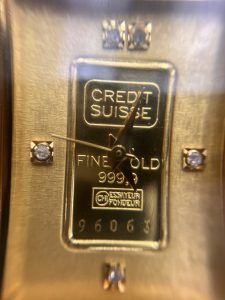 CREDIT
SUISSE
FINE GOLD
999,9
ESSAYEUR
FONDEUR
96063